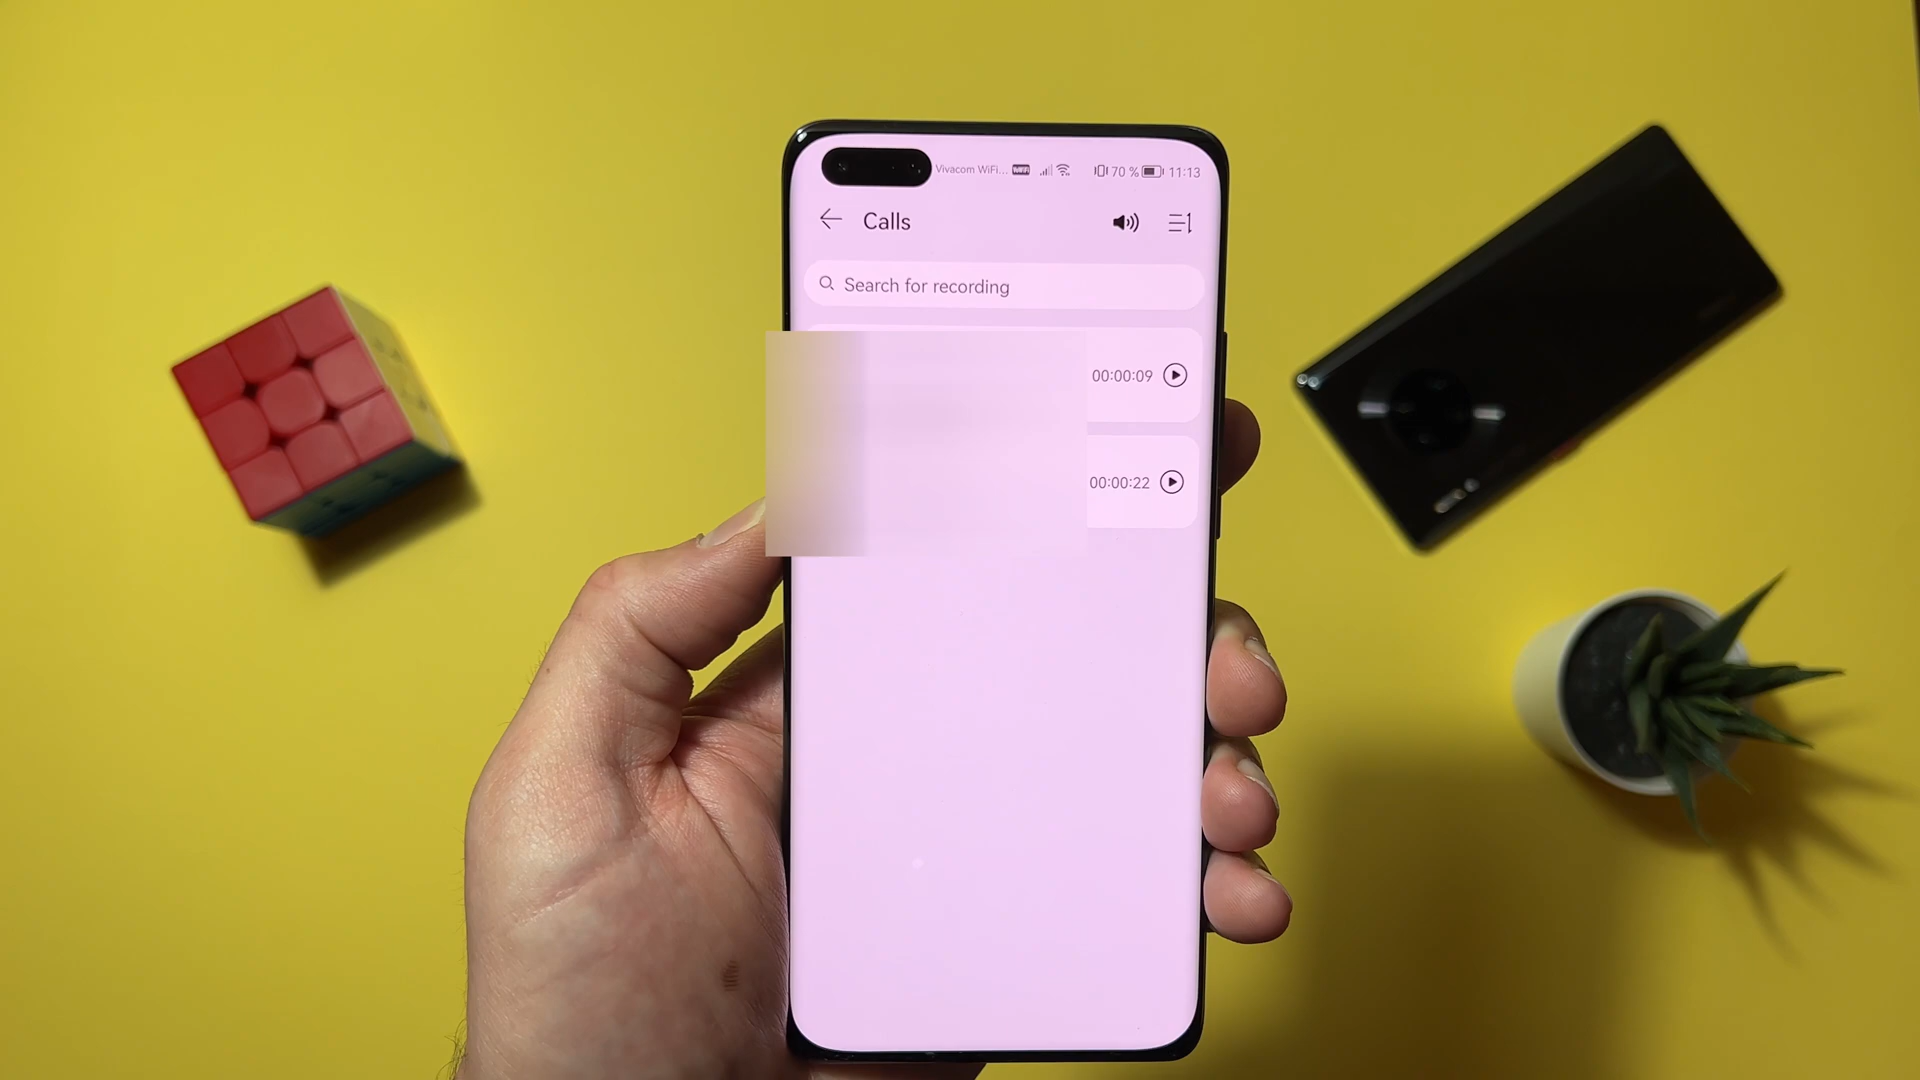 Vivacom WiFi... 70 % 11:13
Calls
Search for recording
00:00:09
00:00:22